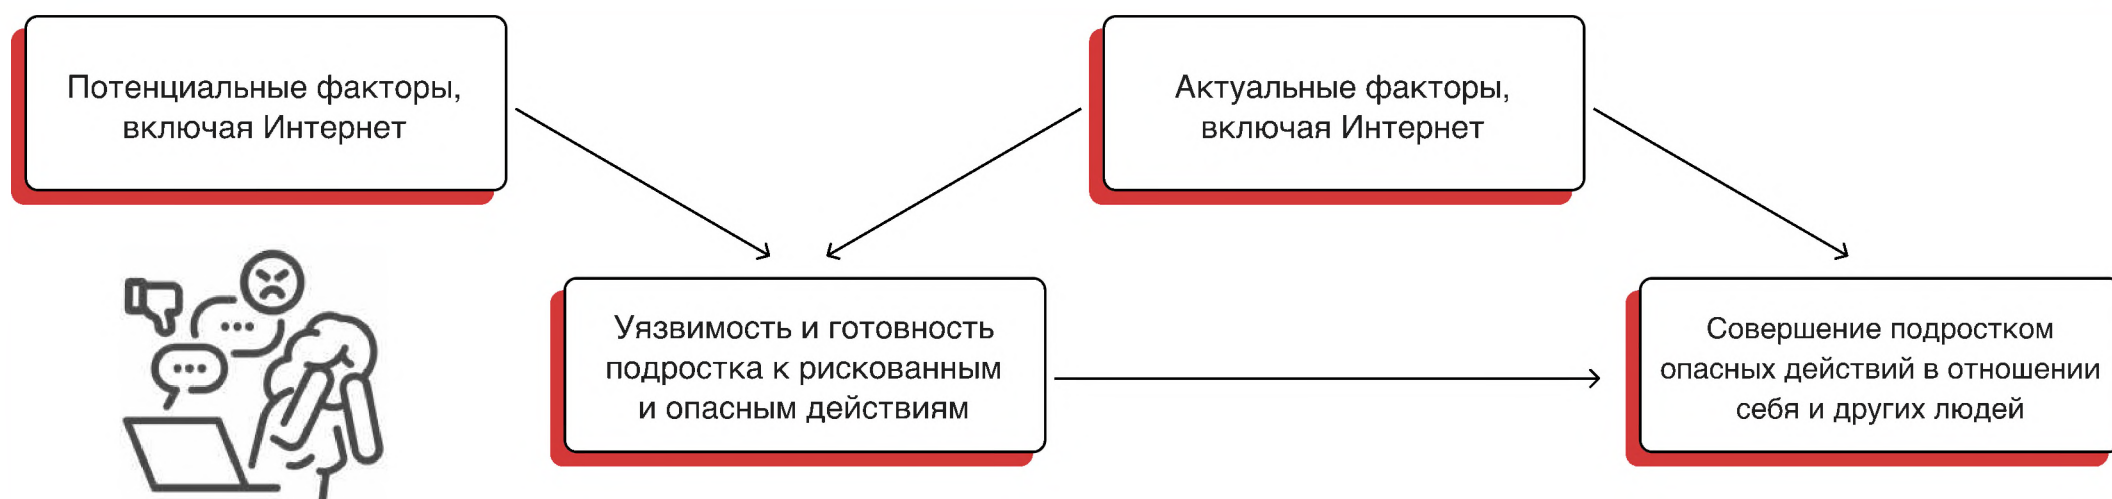 Потенциальные факторы,
включая Интернет
Актуальные факторы,
включая Интернет
Уязвимость и готовность
подростка к рискованным
и опасным действиям
Совершение подростком
опасных действий в отношении
себя и других людей